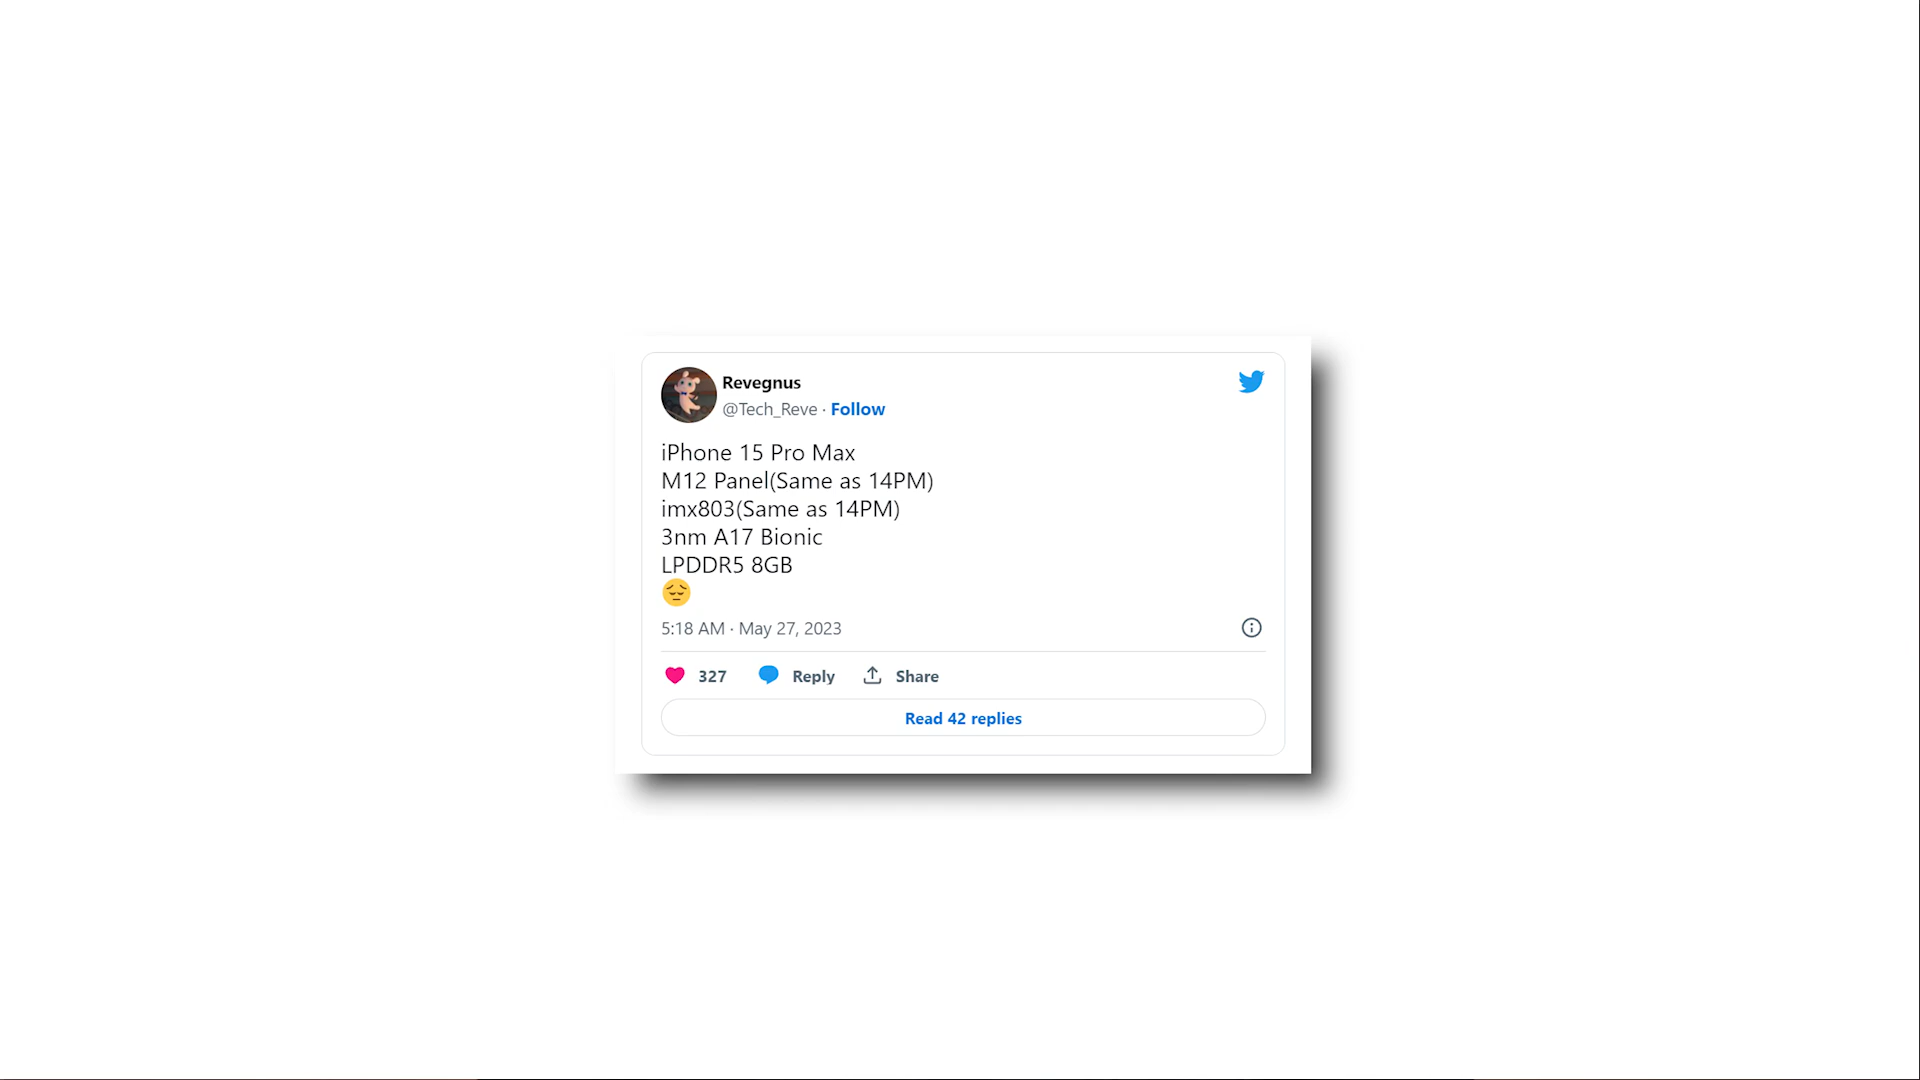 Revegnus
@Tech_Reve · Follow
iPhone 15 Pro Max
M12 Panel(Same as 14PM)
imx803(Same as 14PM)
3nm A17 Bionic
LPDDR5 8GB
😔
5:18 AM · May 27, 2023
327 Reply Share
Read 42 replies